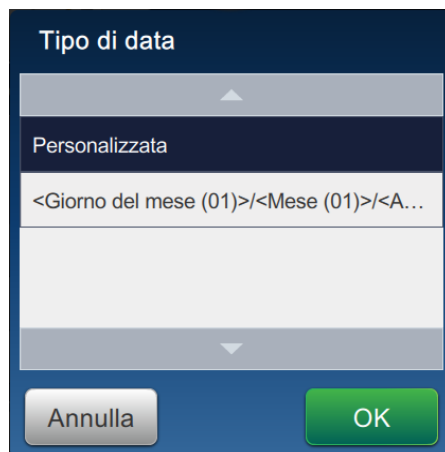 Tipo di data
Personalizzata
<Giorno del mese (01)>/<Mese (01)>/<A...
Annulla
OK